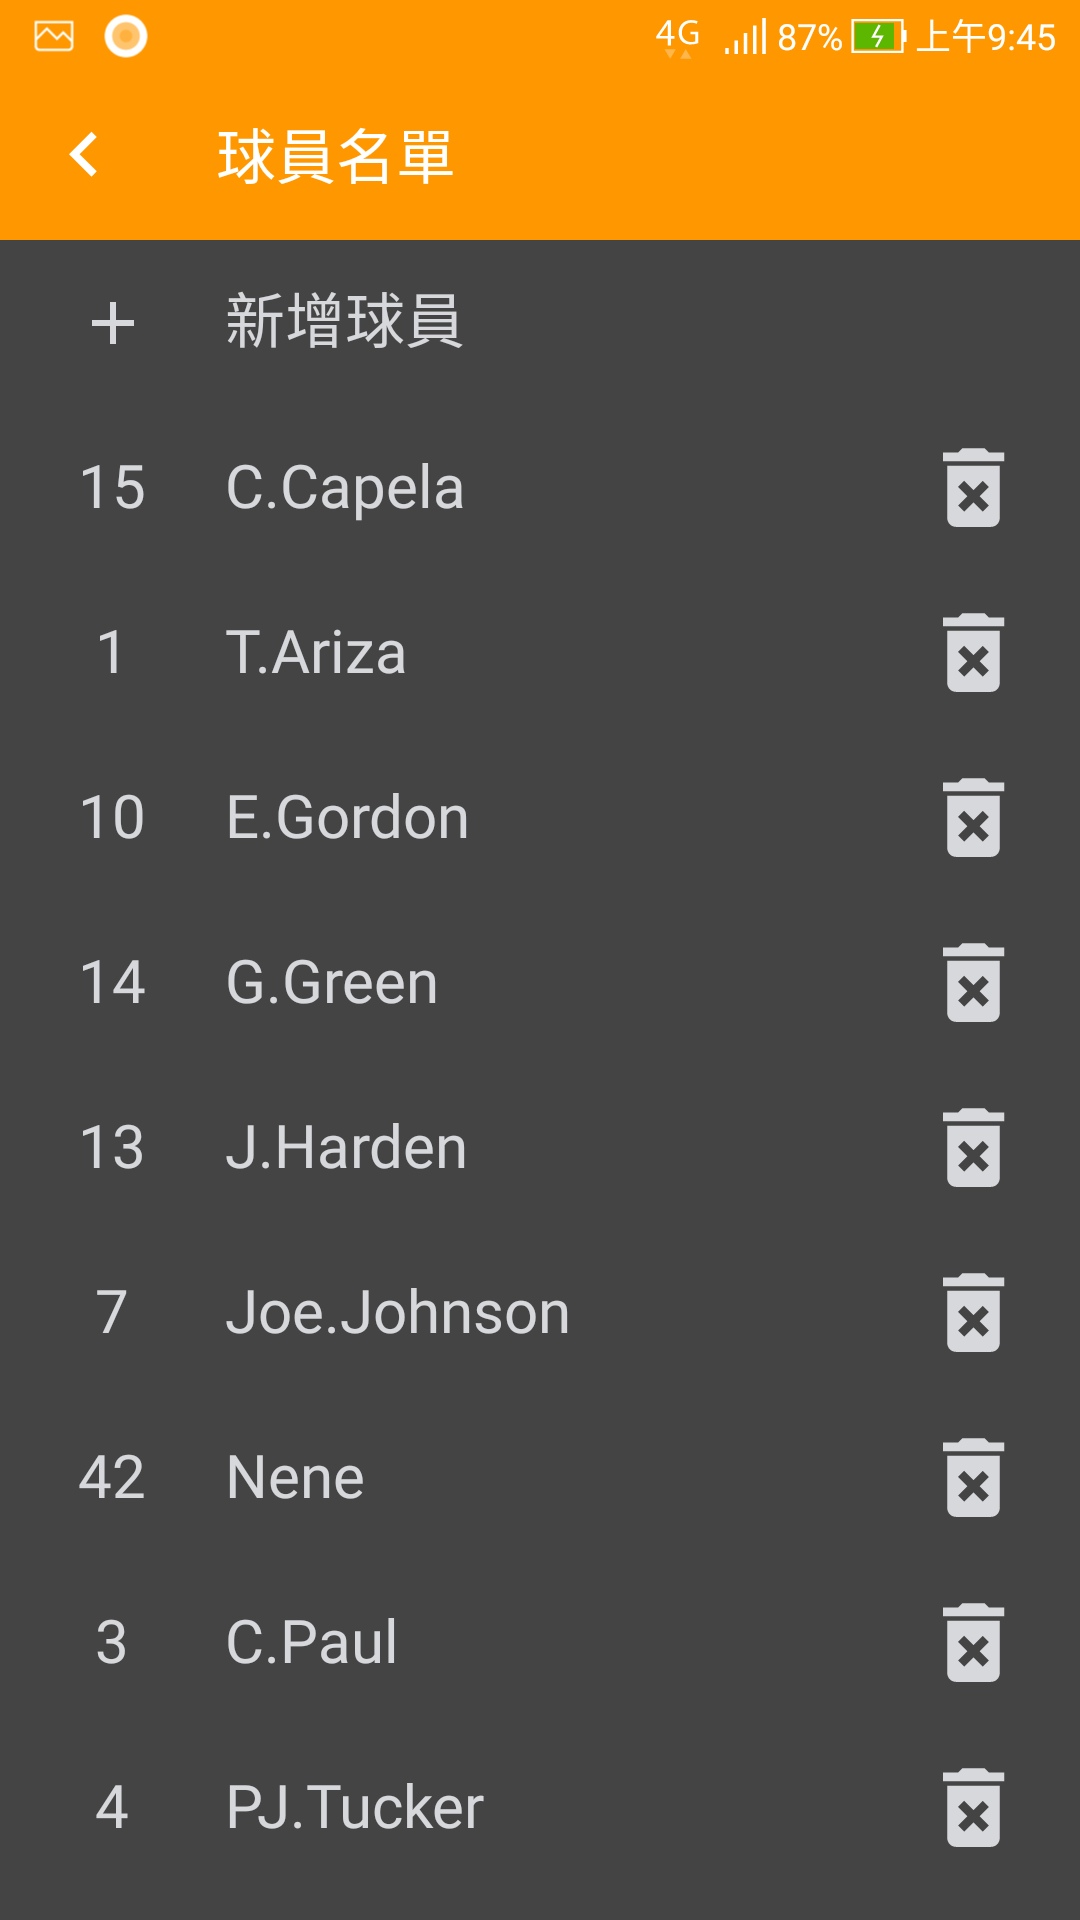 4G 87% 上午9:45
球員名單
+ 新增球員
15 C.Capela
1 T.Ariza
10 E.Gordon
14 G.Green
13 J.Harden
7 Joe.Johnson
42 Nene
3 C.Paul
4 PJ.Tucker